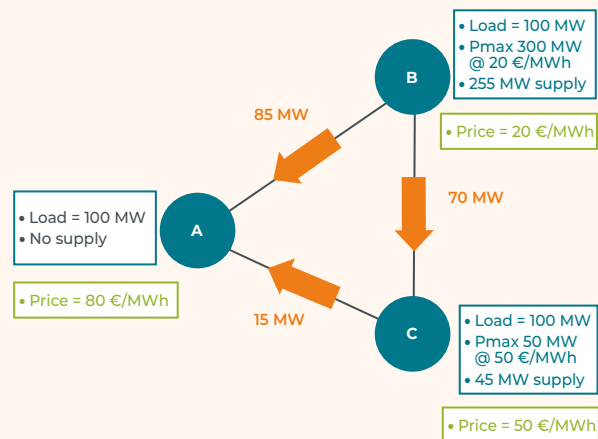 • Load = 100 MW
• Pmax 300 MW
@ 20 €/MWh
• 255 MW supply
B
• Price = 20 €/MWh
85 MW
70 MW
• Load = 100 MW
• No supply
A
• Price = 80 €/MWh
15 MW
C
• Load = 100 MW
• Pmax 50 MW
@ 50 €/MWh
• 45 MW supply
• Price = 50 €/MWh